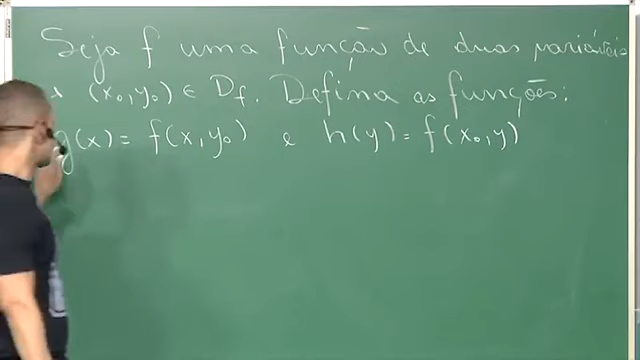 Seja f uma função de duas variáveis
e (x₀,y₀) ∈ D_f. Defina as funções:
g(x) = f(x,y₀) e h(y) = f(x₀,y)